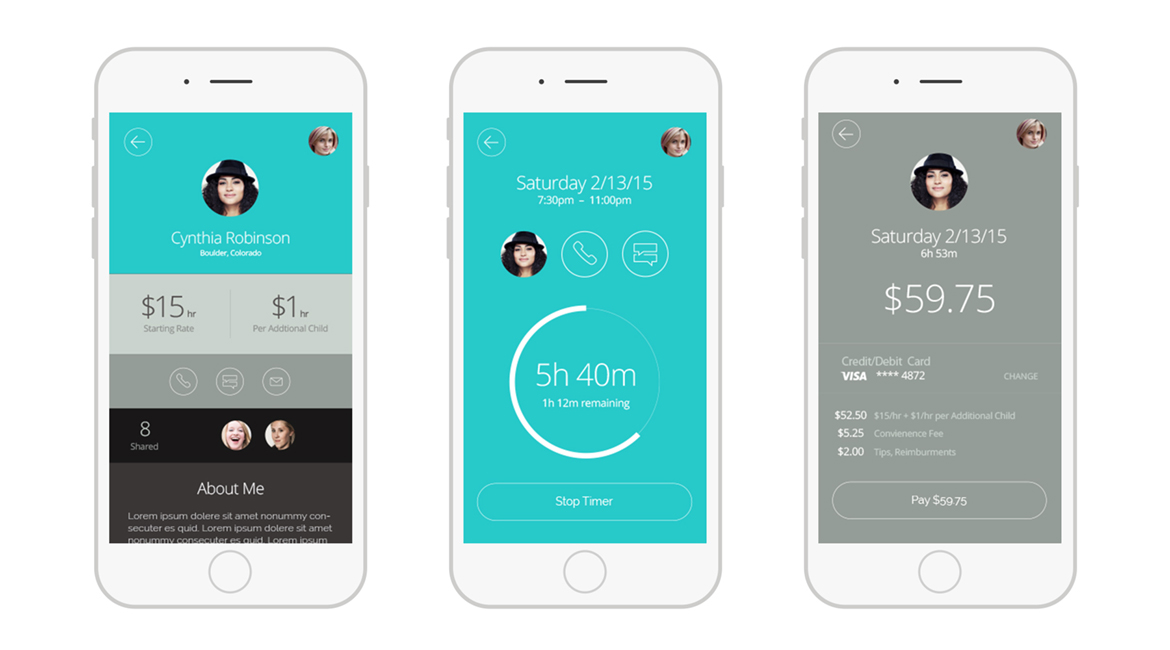 Cynthia Robinson
Boulder, Colorado
$15 hr
Starting Rate
$1 hr
Per Addtional Child
8
Shared
About Me
Lorem ipsum dolore sit amet nonummy con-
secuter es quid. Lorem ipsum dolore sit amet
nonummy consecuter es quid. Lorem ipsum
Saturday 2/13/15
7:30pm – 11:00pm
5h 40m
1h 12m remaining
Stop Timer
Saturday 2/13/15
6h 53m
$59.75
Credit/Debit Card
VISA **** 4872
CHANGE
$52.50 $15/hr + $1/hr per Additional Child
$5.25 Convienence Fee
$2.00 Tips, Reimburments
Pay $59.75